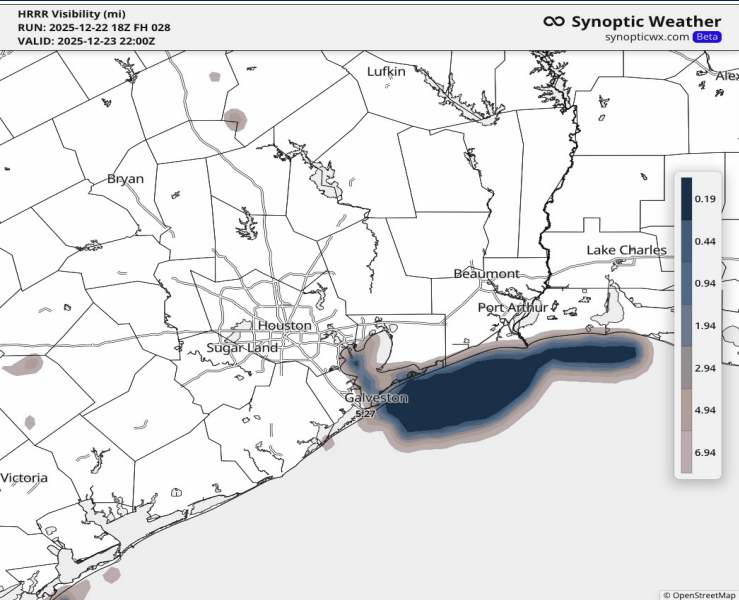 HRRR Visibility (mi)
RUN: 2025-12-22 18Z FH 028
VALID: 2025-12-23 22:00Z
Synoptic Weather
synopticwx.com Beta
Lufkin
Alex
Bryan
0.19
0.44
Lake Charles
Beaumont
0.94
Port Arthur
Houston
1.94
Sugar Land
2.94
Galveston
5.27
4.94
6.94
Victoria
© OpenStreetMap